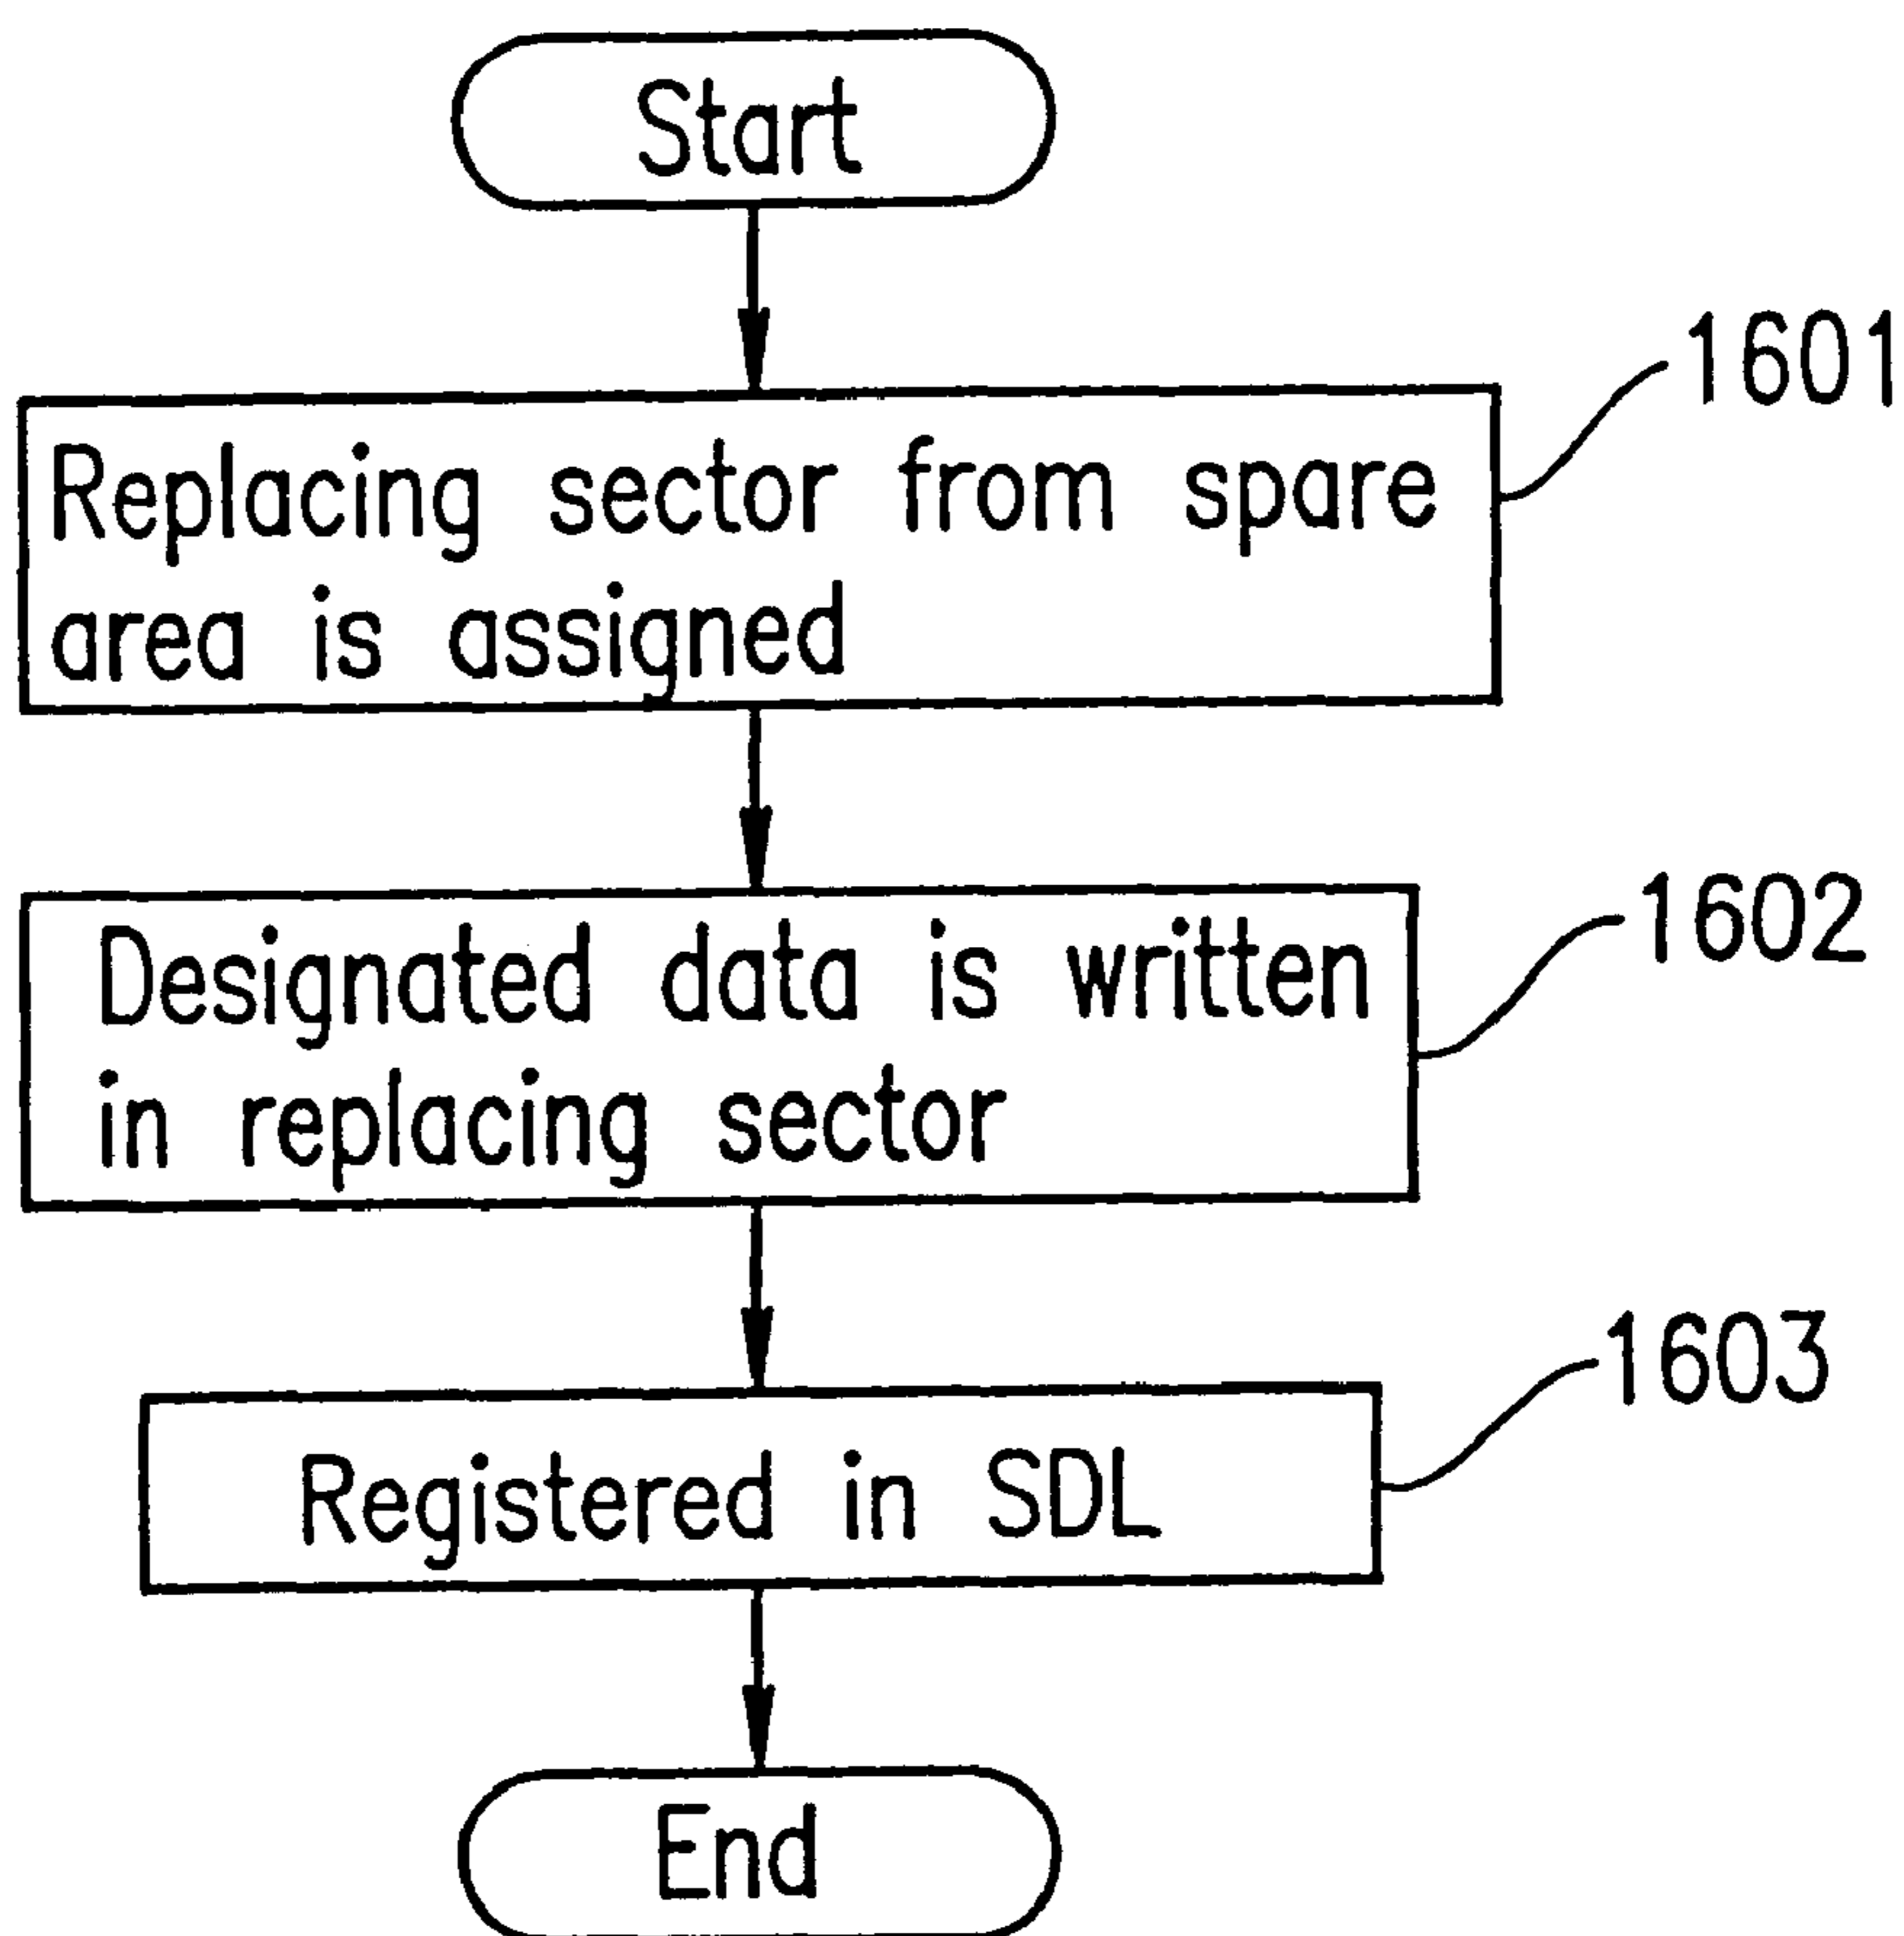 Start
1601
Replacing sector from spare
area is assigned
1602
Designated data is written
in replacing sector
1603
Registered in SDL
End